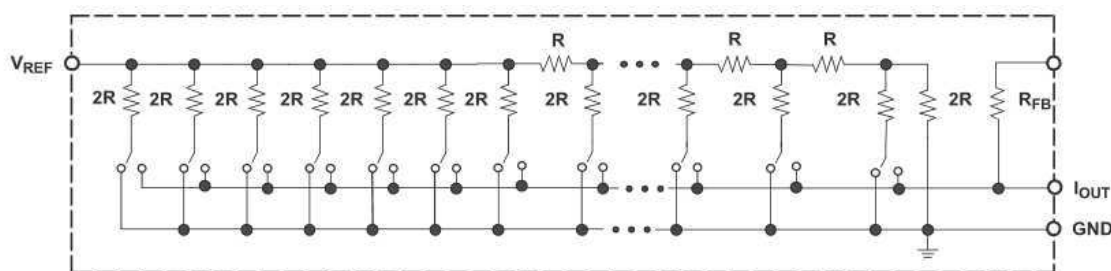 R R R
V_REF
2R 2R 2R 2R 2R 2R 2R 2R 2R 2R 2R 2R R_FB
I_OUT
GND